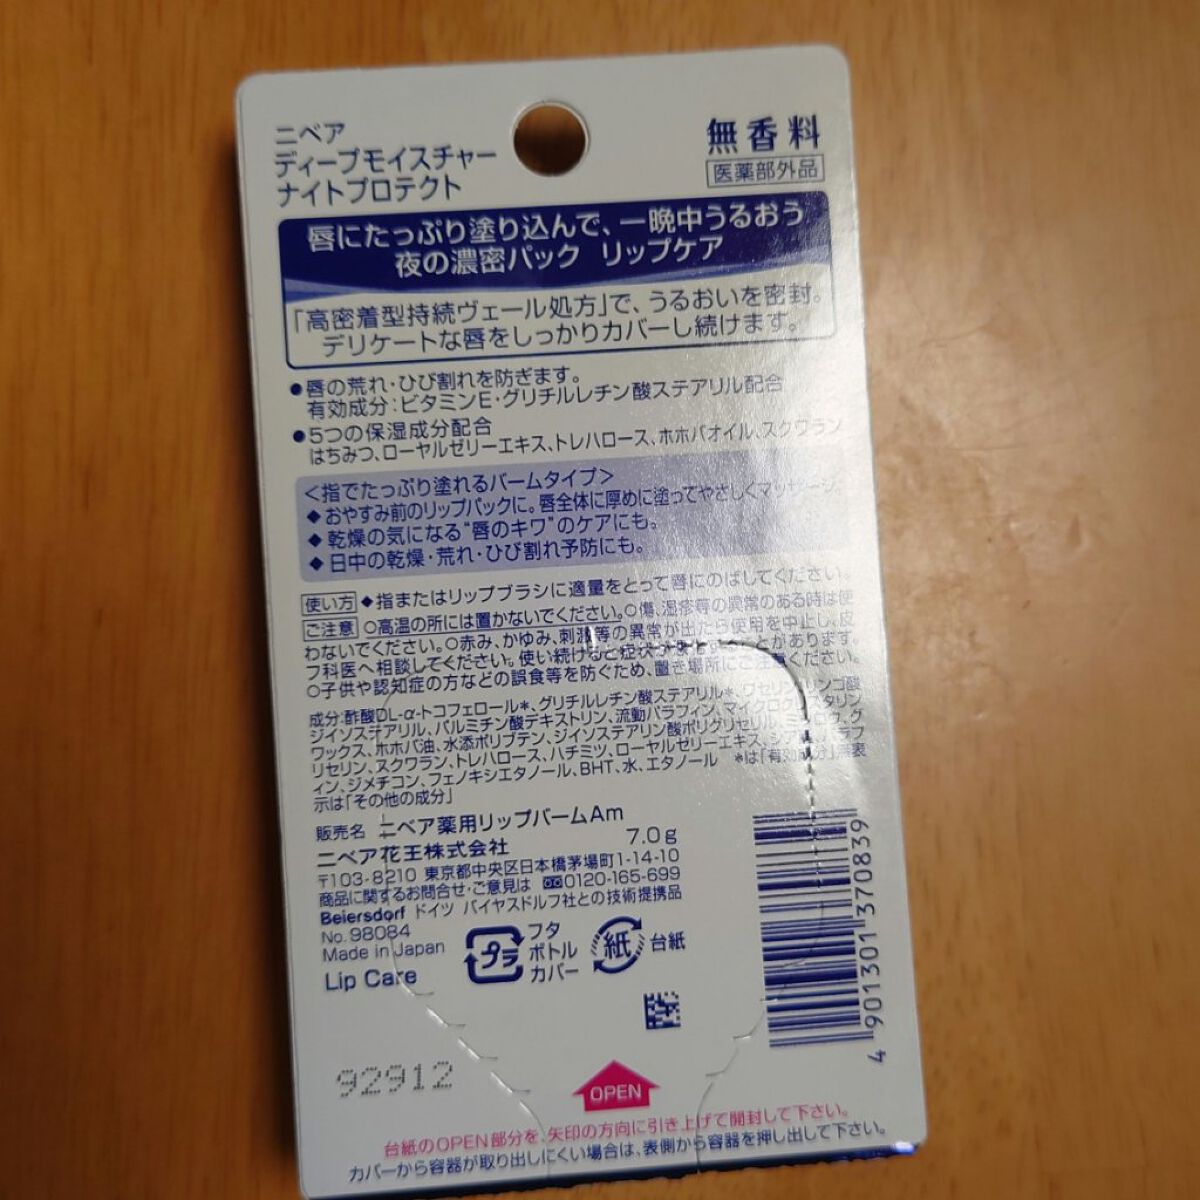 ニベア
ディープモイスチャー
ナイトプロテクト
無香料
医薬部外品
唇にたっぷり塗り込んで、一晩中うるおう
夜の濃密パック リップケア
「高密着型持続ヴェール処方」で、うるおいを密封。
デリケートな唇をしっかりカバーし続けます。
●唇の荒れ・ひび割れを防ぎます。
有効成分：ビタミンE・グリチルレチン酸ステアリル配合
●5つの保湿成分配合
はちみつ、ローヤルゼリーエキス、トレハロース、ホホバオイル、スクワラン
＜指でたっぷり塗れるバームタイプ＞
◆おやすみ前のリップパックに。唇全体に厚めに塗ってやさしくマッサージ。
◆乾燥の気になる“唇のキワ”のケアにも。
◆日中の乾燥・荒れ・ひび割れ予防にも。
使い方 ◆指またはリップブラシに適量をとって唇にのばしてください。
ご注意 ○高温の所には置かないでください。○傷、湿疹等の異常のある時は使
わないでください。○赤み、かゆみ、刺激等の異常が出たら使用を中止し、皮
フ科医へ相談してください。使い続けると症状が することがあります。
○子供や認知症の方などの誤食等を防ぐため、置き場所にご注意ください。
成分:酢酸DL-α-トコフェロール*、グリチルレチン酸ステアリル*、ワセリン、リンゴ酸
ジイソステアリル、パルミチン酸デキストリン、流動パラフィン、マイクロクリスタリン
ワックス、ホホバ油、水添ポリブテン、ジイソステアリン酸ポリグリセリル、ミツロウ、グ
リセリン、スクワラン、トレハロース、ハチミツ、ローヤルゼリーエキス、 ラフ
ィン、ジメチコン、フェノキシエタノール、BHT、水、エタノール *は「有効成分」無表
示は「その他の成分」
販売名 ニベア薬用リップバームAm
7.0g
ニベア花王株式会社
〒103-8210 東京都中央区日本橋茅場町1-14-10
商品に関するお問合せ・ご意見は 0120-165-699
Beiersdorf ドイツ バイヤスドルフ社との技術提携品
No.98084
Made in Japan
Lip Care
プラ
フタ
ボトル
カバー
紙
台紙
4 901301 370839
92912
OPEN
台紙のOPEN部分を、矢印の方向に引き上げて開封して下さい。
カバーから容器が取り出しにくい場合は、表側から容器を押し出して下さい。